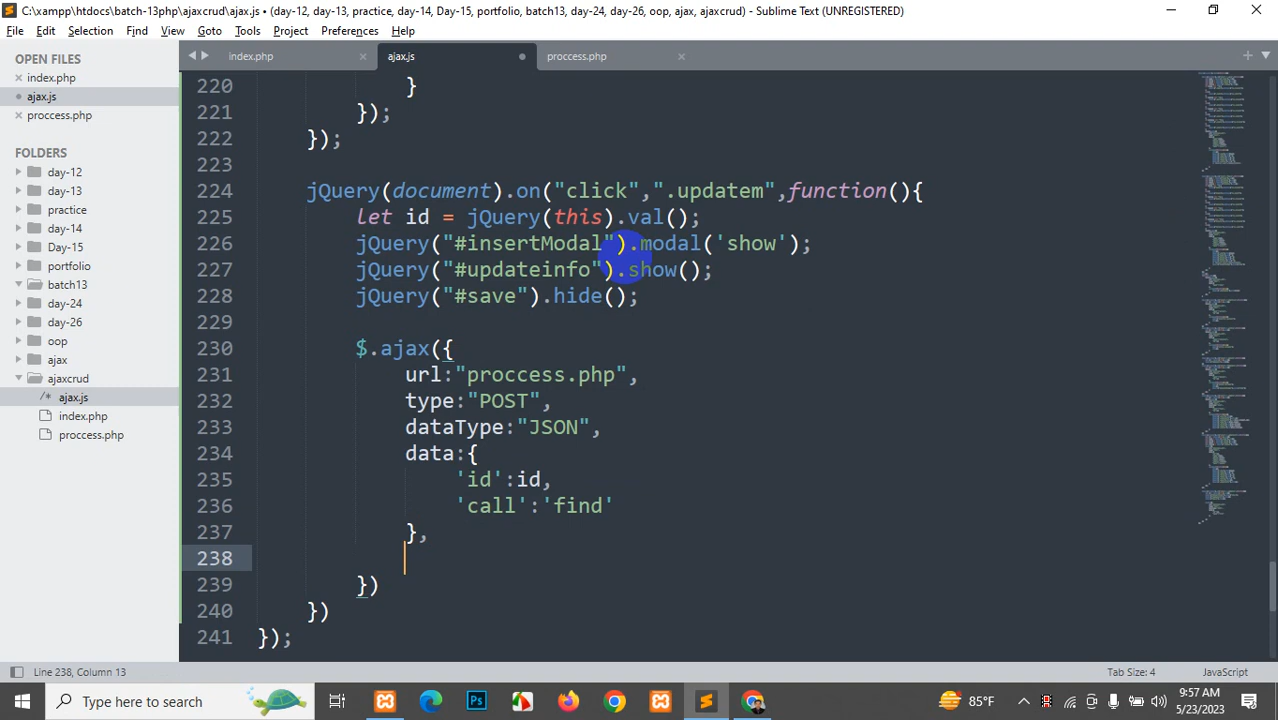 C:\xampp\htdocs\batch-13php\ajaxcrud\ajax.js • (day-12, day-13, practice, day-14, Day-15, portfolio, batch13, day-24, day-26, oop, ajax, ajaxcrud) - Sublime Text (UNREGISTERED)
File Edit Selection Find View Goto Tools Project Preferences Help
OPEN FILES
index.php
ajax.js
proccess.php
FOLDERS
day-12
day-13
practice
day-14
Day-15
portfolio
batch13
day-24
day-26
oop
ajax
ajaxcrud
/* ajax.js
index.php
proccess.php
index.php ajax.js proccess.php
220 }
221 });
222 });
223
224 jQuery(document).on("click",".updatem",function(){
225 let id = jQuery(this).val();
226 jQuery("#insertModal").modal('show');
227 jQuery("#updateinfo").show();
228 jQuery("#save").hide();
229
230 $.ajax({
231 url:"proccess.php",
232 type:"POST",
233 dataType:"JSON",
234 data:{
235 'id':id,
236 'call':'find'
237 },
238
239 })
240 })
241 });
Line 238, Column 13 Tab Size: 4 JavaScript
Type here to search
Ps
85°F
9:57 AM
5/23/2023